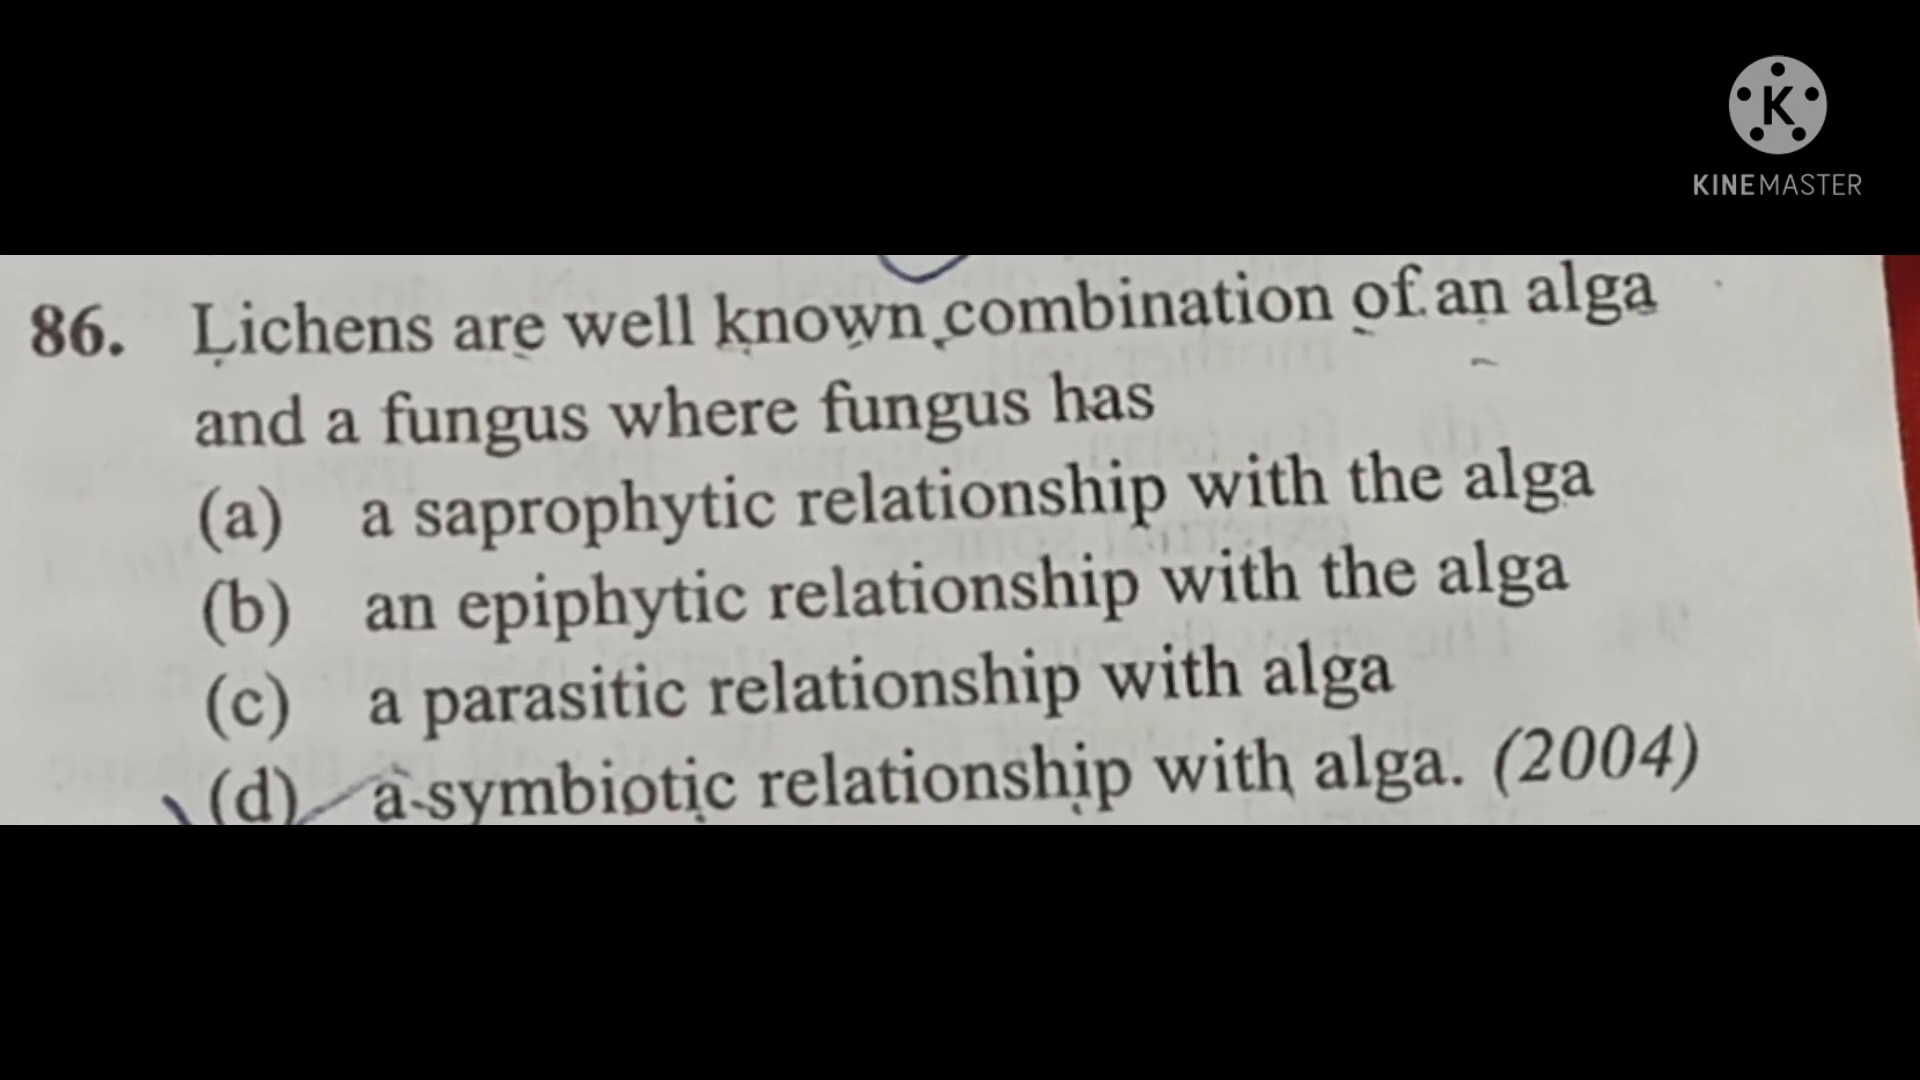 K
KINEMASTER
86. Lichens are well known combination of an alga
and a fungus where fungus has
(a) a saprophytic relationship with the alga
(b) an epiphytic relationship with the alga
(c) a parasitic relationship with alga
(d) a symbiotic relationship with alga. (2004)